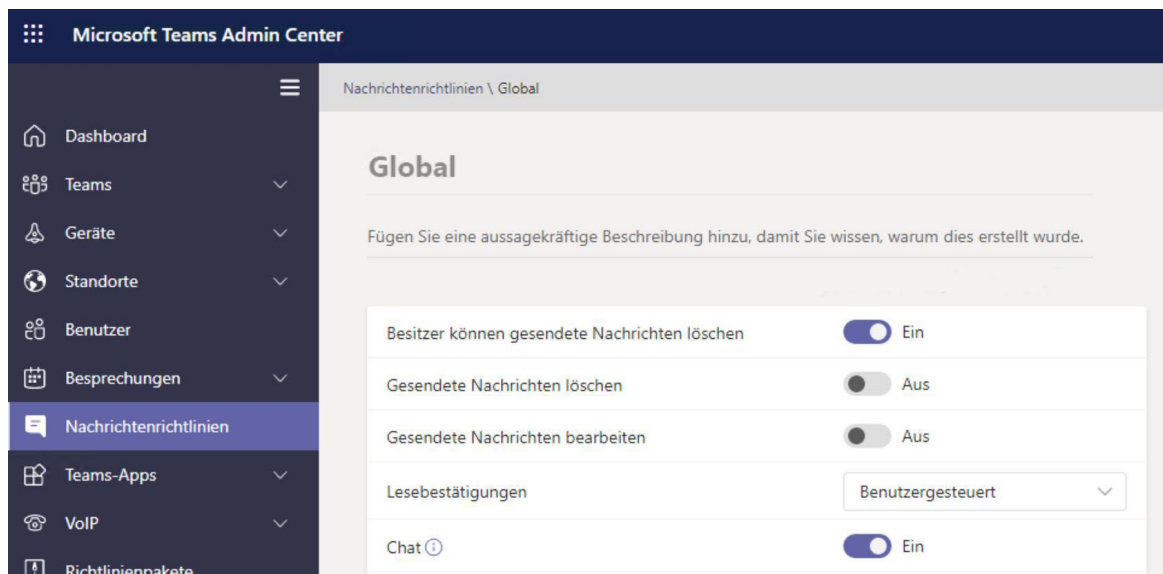 Microsoft Teams Admin Center
Nachrichtenrichtlinien \ Global
Dashboard
Teams
Geräte
Standorte
Benutzer
Besprechungen
Nachrichtenrichtlinien
Teams-Apps
VoIP
Richtlinienpakete
Global
Fügen Sie eine aussagekräftige Beschreibung hinzu, damit Sie wissen, warum dies erstellt wurde.
Besitzer können gesendete Nachrichten löschen Ein
Gesendete Nachrichten löschen Aus
Gesendete Nachrichten bearbeiten Aus
Lesebestätigungen Benutzergesteuert
Chat Ein